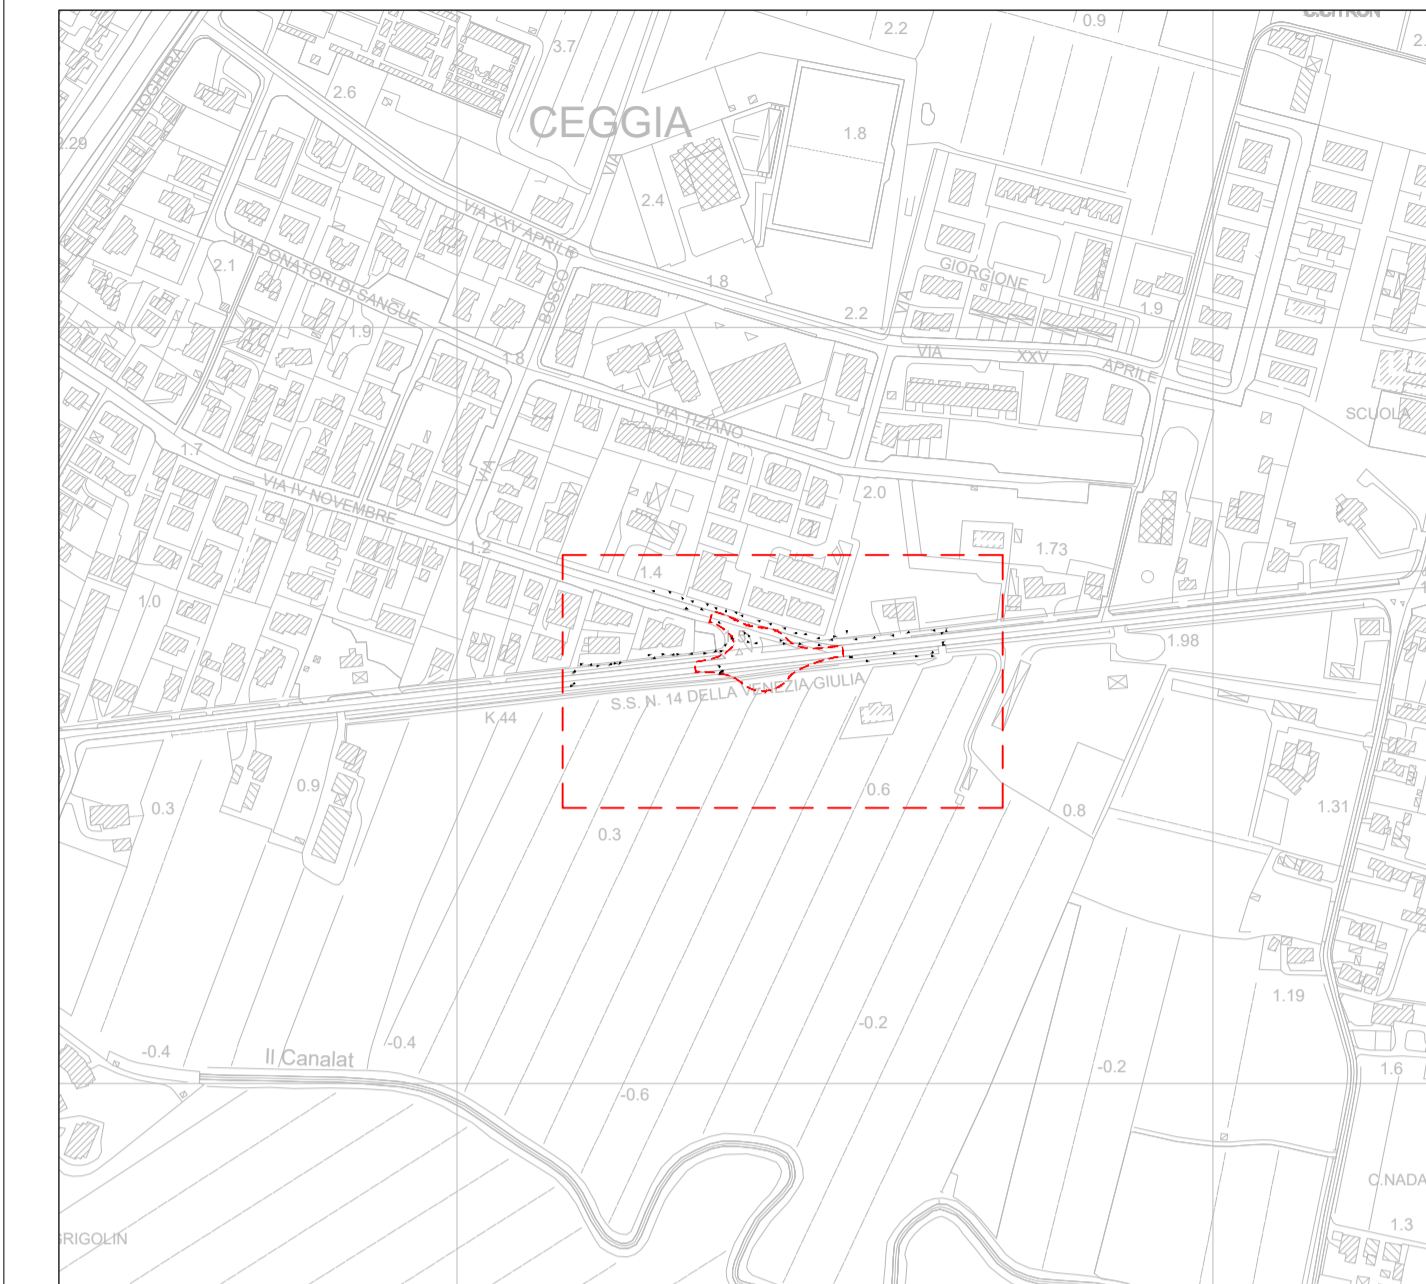 C.CITRON
0.9
2.2
3.7
2.6
CEGGIA
NOGHERA
1.8
VIA
2.4
VIA XXV APRILE
VIA DONATORI DI SANGUE
2.1
BOSCO
1.8
GIORGIONE
VIA
1.9
1.9
2.2
1.8
VIA XXV APRILE
VIA TIZIANO
SCUOLA
1.7
VIA IV NOVEMBRE
VIA
2.0
1.2
1.73
1.4
1.0
1.98
S.S. N. 14 DELLA VENEZIA GIULIA
K.44
0.9
0.3
0.6
0.8
1.31
0.3
1.19
-0.2
-0.4
Il Canalat
-0.4
-0.2
1.6
-0.6
C.NADA
1.3
GRIGOLIN